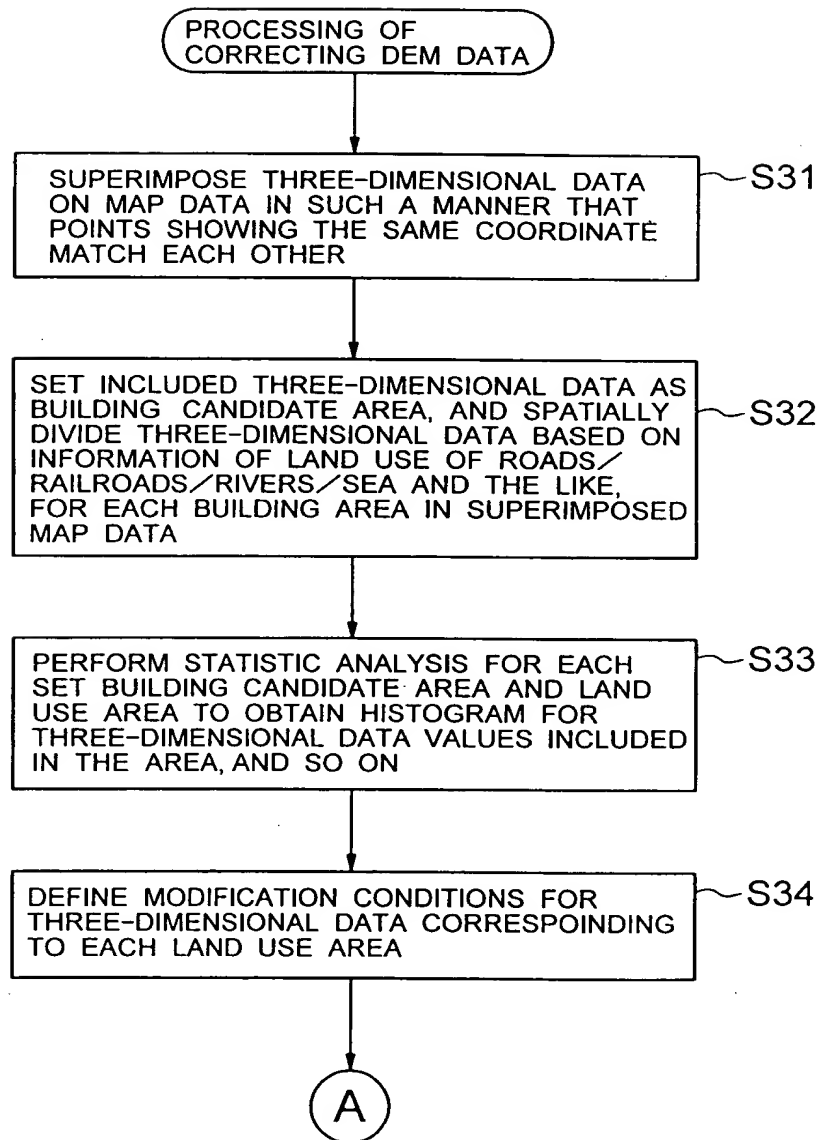 PROCESSING OF
CORRECTING DEM DATA
SUPERIMPOSE THREE-DIMENSIONAL DATA
ON MAP DATA IN SUCH A MANNER THAT
POINTS SHOWING THE SAME COORDINATE
MATCH EACH OTHER
S31
SET INCLUDED THREE-DIMENSIONAL DATA AS
BUILDING CANDIDATE AREA, AND SPATIALLY
DIVIDE THREE-DIMENSIONAL DATA BASED ON
INFORMATION OF LAND USE OF ROADS/
RAILROADS/RIVERS/SEA AND THE LIKE,
FOR EACH BUILDING AREA IN SUPERIMPOSED
MAP DATA
S32
PERFORM STATISTIC ANALYSIS FOR EACH
SET BUILDING CANDIDATE AREA AND LAND
USE AREA TO OBTAIN HISTOGRAM FOR
THREE-DIMENSIONAL DATA VALUES INCLUDED
IN THE AREA, AND SO ON
S33
DEFINE MODIFICATION CONDITIONS FOR
THREE-DIMENSIONAL DATA CORRESPOINDING
TO EACH LAND USE AREA
S34
A